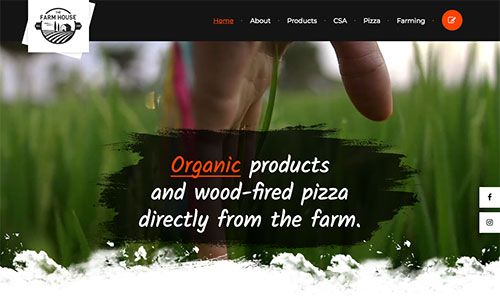 THE
FARM HOUSE
Home
About
Products
CSA
Pizza
Farming
Organic products
and wood-fired pizza
directly from the farm.